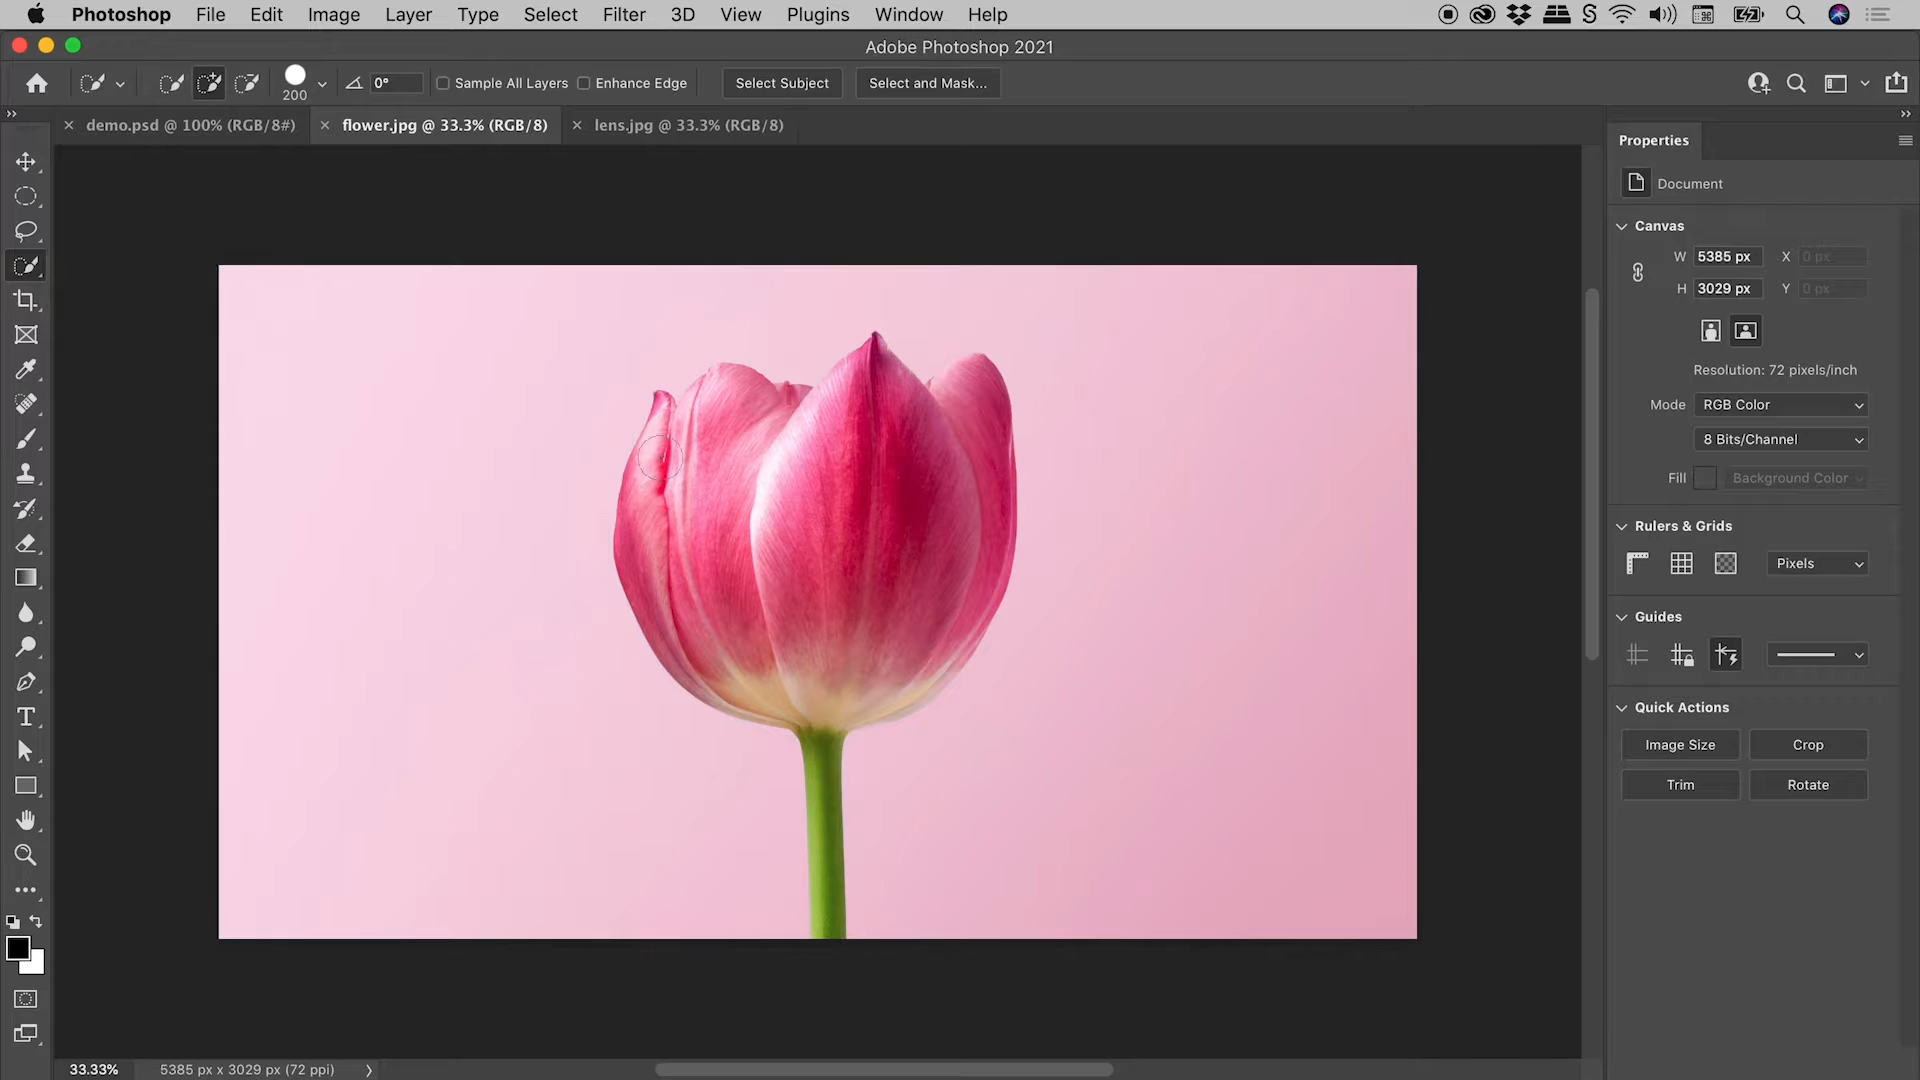 Photoshop File Edit Image Layer Type Select Filter 3D View Plugins Window Help
Adobe Photoshop 2021
200 0° Sample All Layers Enhance Edge Select Subject Select and Mask...
demo.psd @ 100% (RGB/8#) flower.jpg @ 33.3% (RGB/8) lens.jpg @ 33.3% (RGB/8)
Properties
Document
Canvas
W 5385 px X 0 px
H 3029 px Y 0 px
Resolution: 72 pixels/inch
Mode RGB Color
8 Bits/Channel
Fill Background Color
Rulers & Grids
Pixels
Guides
Quick Actions
Image Size Crop
Trim Rotate
33.33% 5385 px x 3029 px (72 ppi)